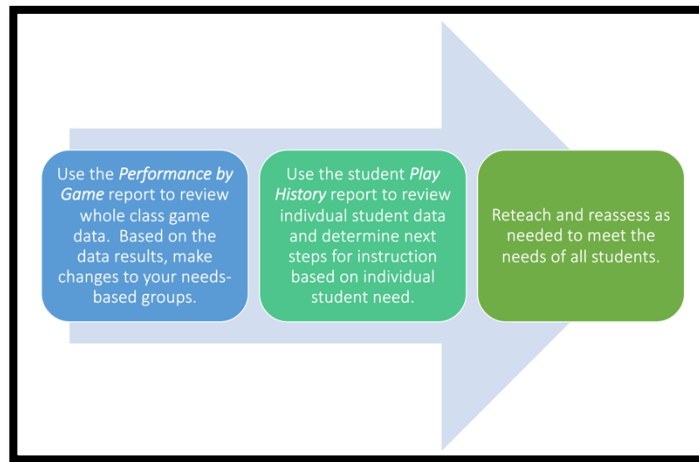 Use the Performance by
Game report to review
whole class game
data.  Based on the
data results, make
changes to your needs-
based groups.
Use the student Play
History report to review
indivdual student data
and determine next
steps for instruction
based on individual
student need.
Reteach and reassess as
needed to meet the
needs of all students.